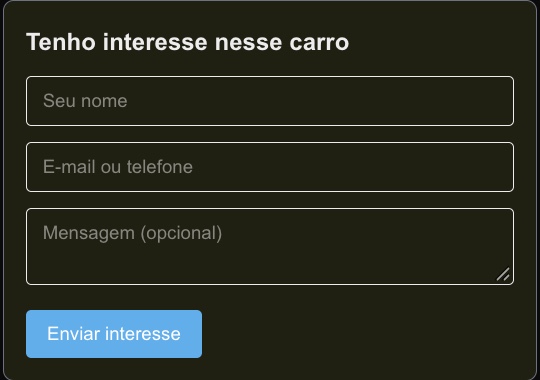 Tenho interesse nesse carro
Seu nome
E-mail ou telefone
Mensagem (opcional)
Enviar interesse